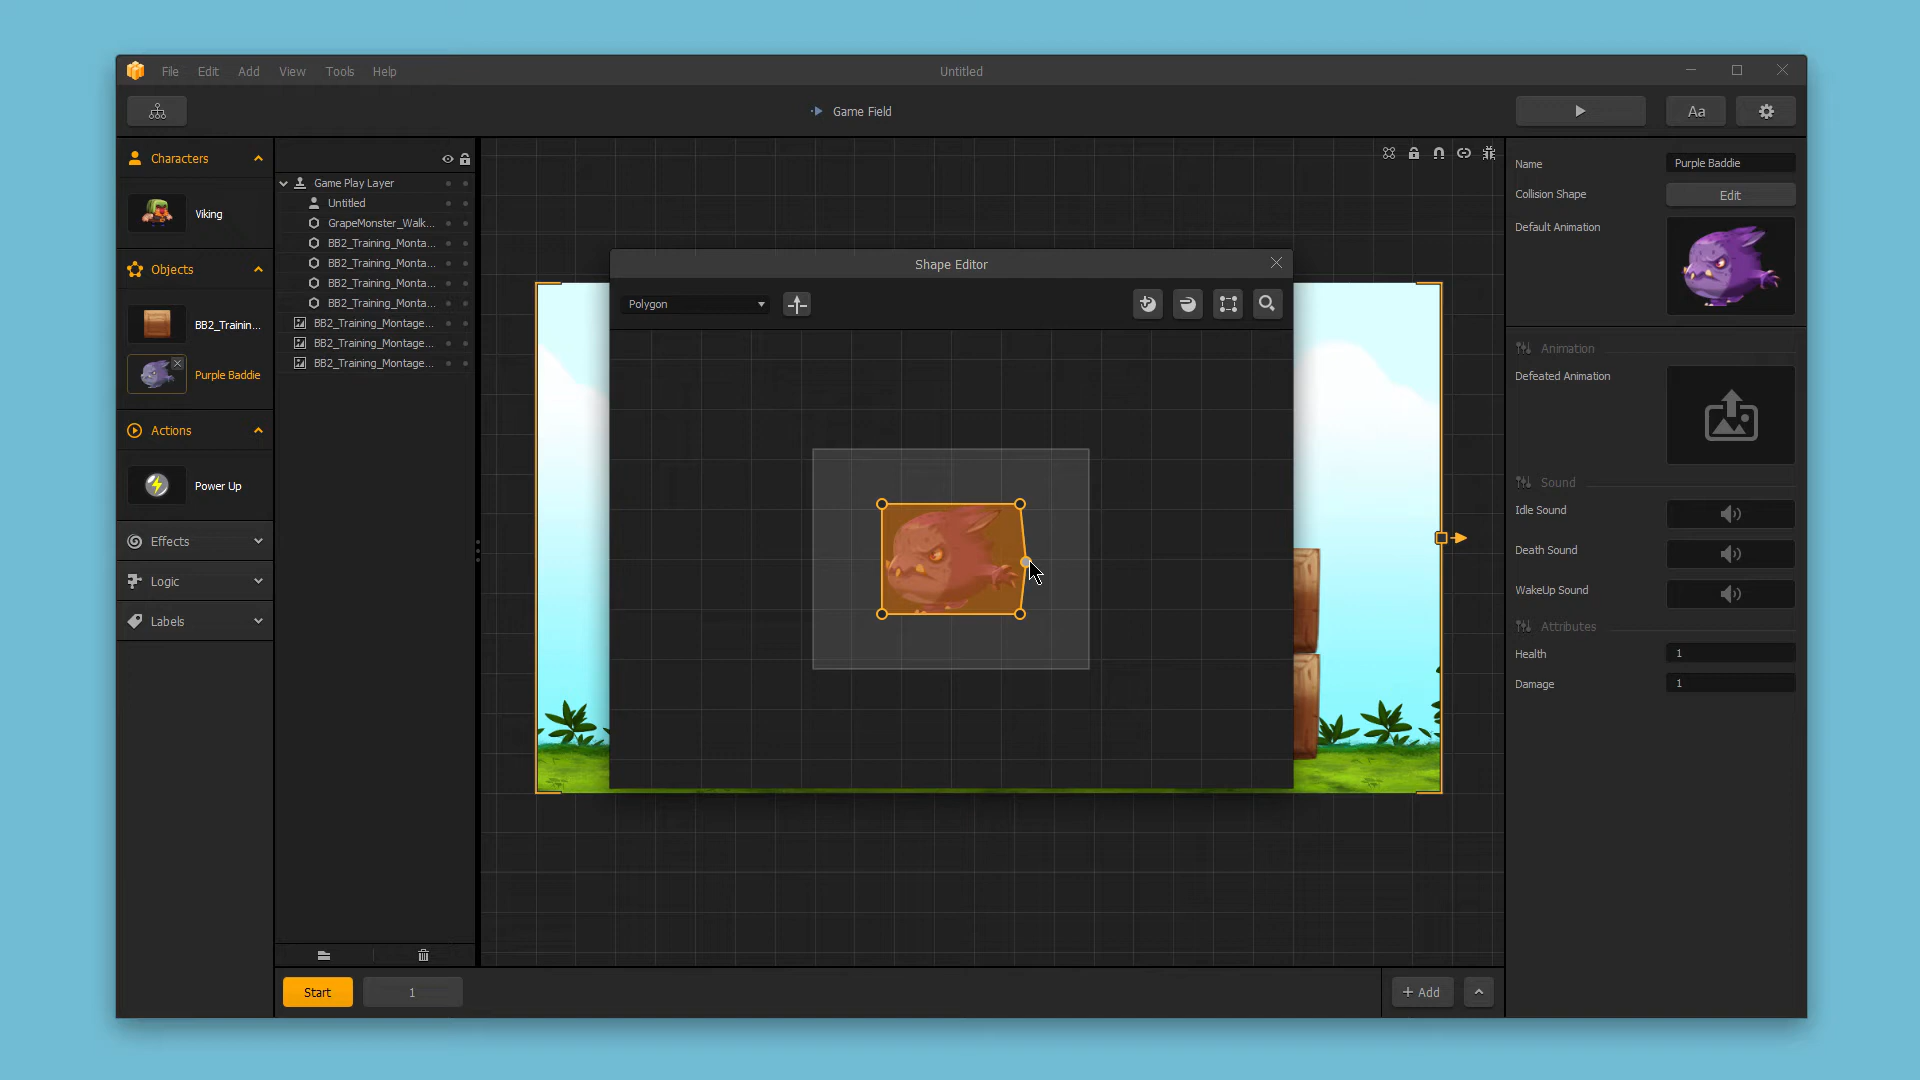 File Edit Add View Tools Help
Untitled
Game Field
Aa
Characters
Viking
Objects
BB2_Trainin...
Purple Baddie
Actions
Power Up
Effects
Logic
Labels
Game Play Layer
Untitled
GrapeMonster_Walk...
BB2_Training_Monta...
BB2_Training_Monta...
BB2_Training_Monta...
BB2_Training_Monta...
BB2_Training_Montage...
BB2_Training_Montage...
BB2_Training_Montage...
Shape Editor
Polygon
Name Purple Baddie
Collision Shape Edit
Default Animation
Animation
Defeated Animation
Sound
Idle Sound
Death Sound
WakeUp Sound
Attributes
Health 1
Damage 1
Start 1
+ Add